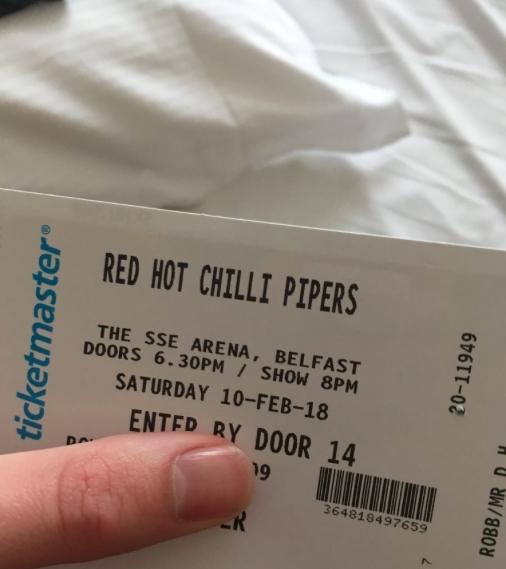 ticketmaster®
RED HOT CHILLI PIPERS
THE SSE ARENA, BELFAST
DOORS 6.30PM / SHOW 8PM
SATURDAY 10-FEB-18
ENTER BY DOOR 14
364818497659
20-11949
ROBB/MR D